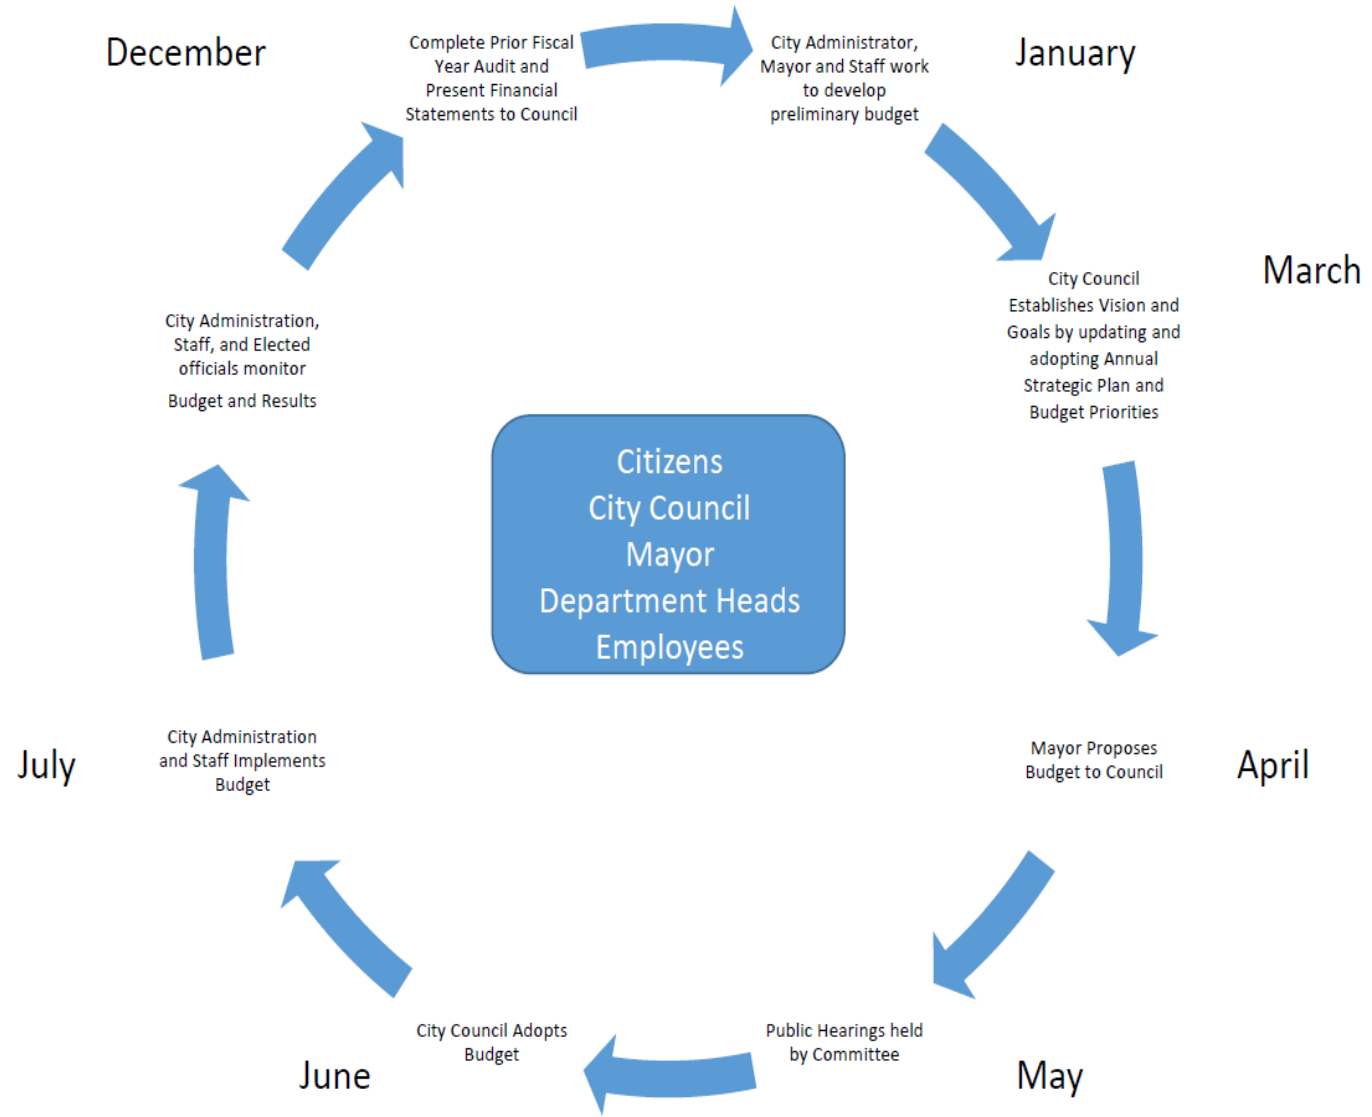 December
Complete Prior Fiscal
Year Audit and
Present Financial
Statements to Council
City Administrator,
Mayor and Staff work
to develop
preliminary budget
January
City Council
Establishes Vision and
Goals by updating and
adopting Annual
Strategic Plan and
Budget Priorities
March
City Administration,
Staff, and Elected
officials monitor
Budget and Results
Citizens
City Council
Mayor
Department Heads
Employees
July
City Administration
and Staff Implements
Budget
Mayor Proposes
Budget to Council
April
City Council Adopts
Budget
June
Public Hearings held
by Committee
May